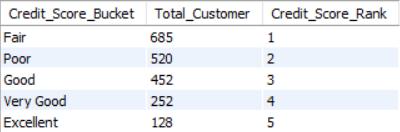 Credit_Score_Bucket Total_Customer Credit_Score_Rank
Fair 685 1
Poor 520 2
Good 452 3
Very Good 252 4
Excellent 128 5